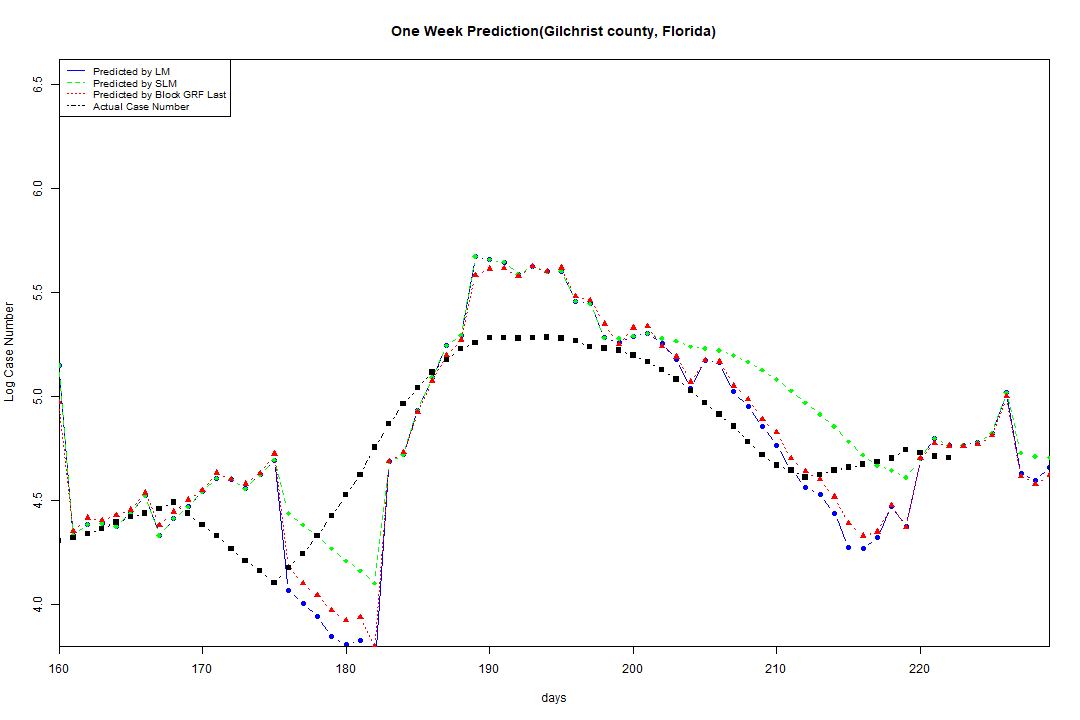 One Week Prediction(Gilchrist county, Florida)
Predicted by LM
Predicted by SLM
Predicted by Block GRF Last
Actual Case Number
6.5
6.0
5.5
5.0
4.5
4.0
Log Case Number
160 170 180 190 200 210 220
days